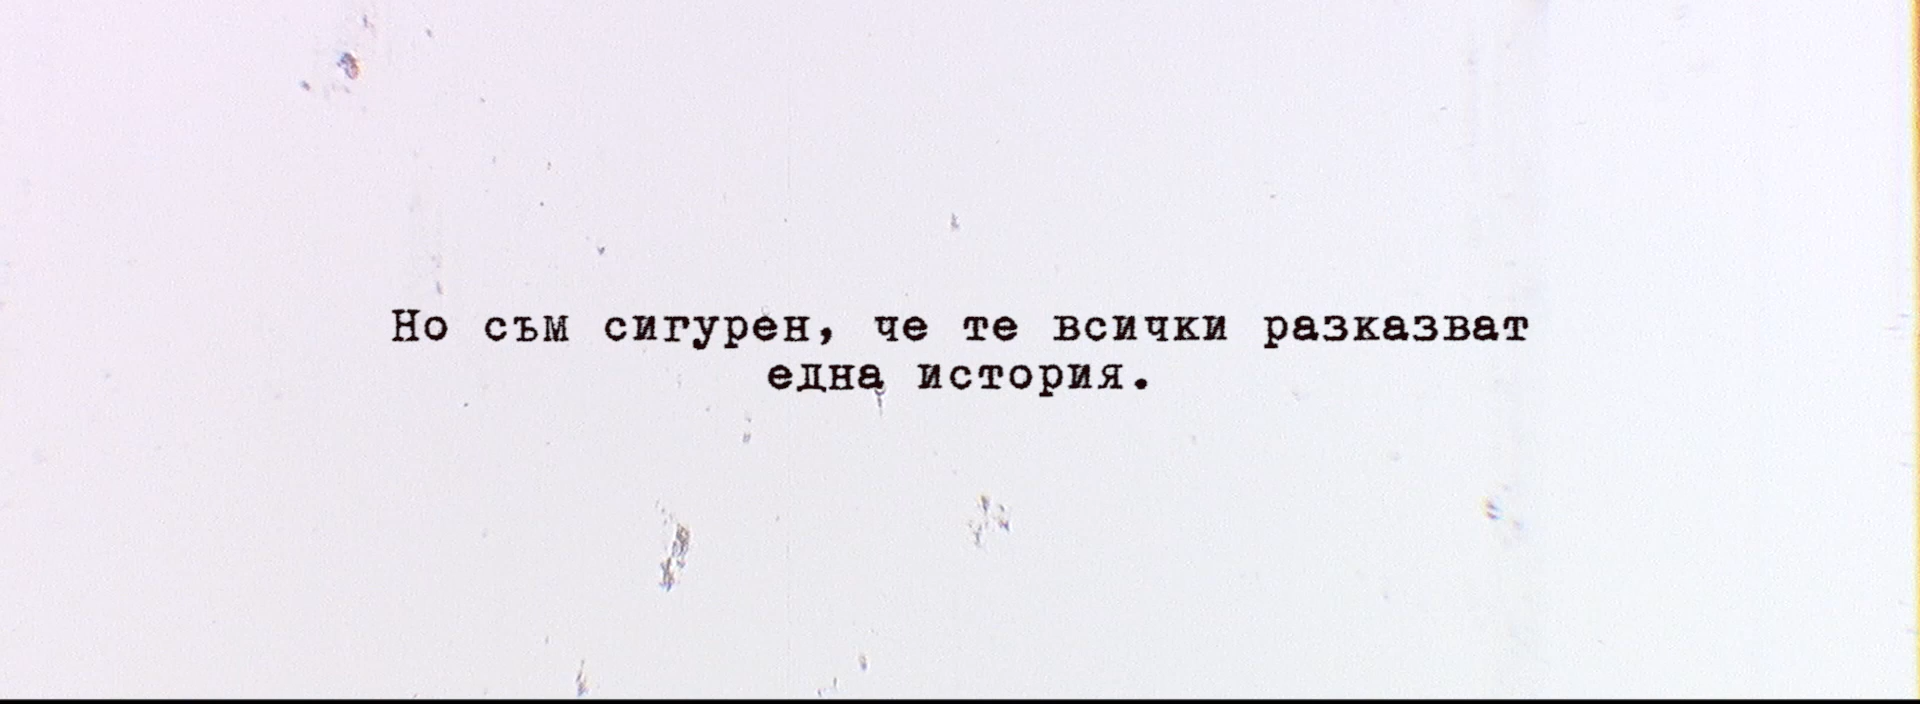 Но съм сигурен, че те всички разказват
една история.